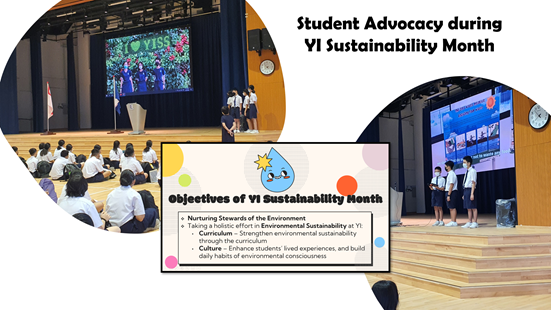 Student Advocacy during
YI Sustainability Month
I ♥ YISS
Objectives of YI Sustainability Month
Nurturing Stewards of the Environment
Taking a holistic effort in Environmental Sustainability at YI:
Curriculum – Strengthen environmental sustainability
through the curriculum
Culture – Enhance students' lived experiences, and build
daily habits of environmental consciousness